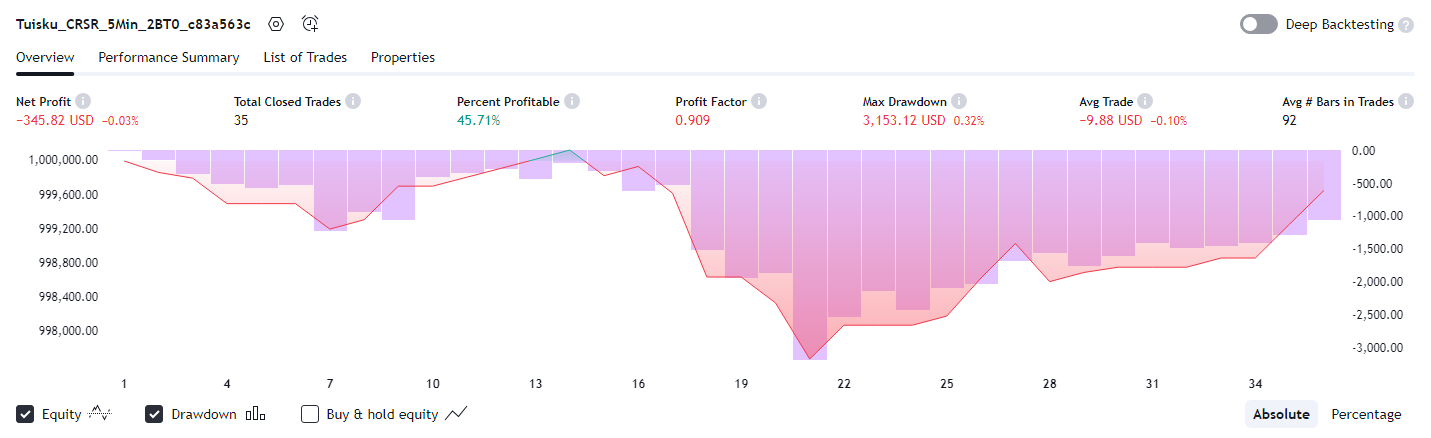 Tuisku_CRSR_5Min_2BT0_c83a563c
Deep Backtesting ?
Overview Performance Summary List of Trades Properties
Net Profit Total Closed Trades Percent Profitable Profit Factor Max Drawdown Avg Trade Avg # Bars in Trades
−345.82 USD −0.03% 35 45.71% 0.909 3,153.12 USD 0.32% −9.88 USD −0.10% 92
1,000,000.00 0.00
999,600.00 -500.00
999,200.00 -1,000.00
998,800.00 -1,500.00
998,400.00 -2,000.00
998,000.00 -2,500.00
-3,000.00
1 4 7 10 13 16 19 22 25 28 31 34
Equity Drawdown Buy & hold equity Absolute Percentage